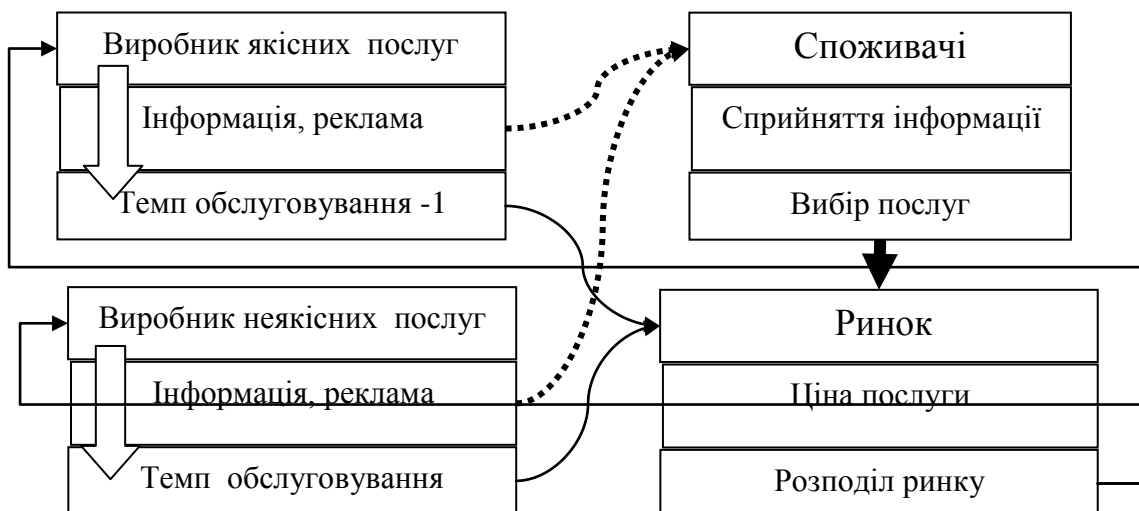 Виробник якісних послуг
Інформація, реклама
Темп обслуговування -1
Споживачі
Сприйняття інформації
Вибір послуг
Виробник неякісних послуг
Інформація, реклама
Темп обслуговування
Ринок
Ціна послуги
Розподіл ринку